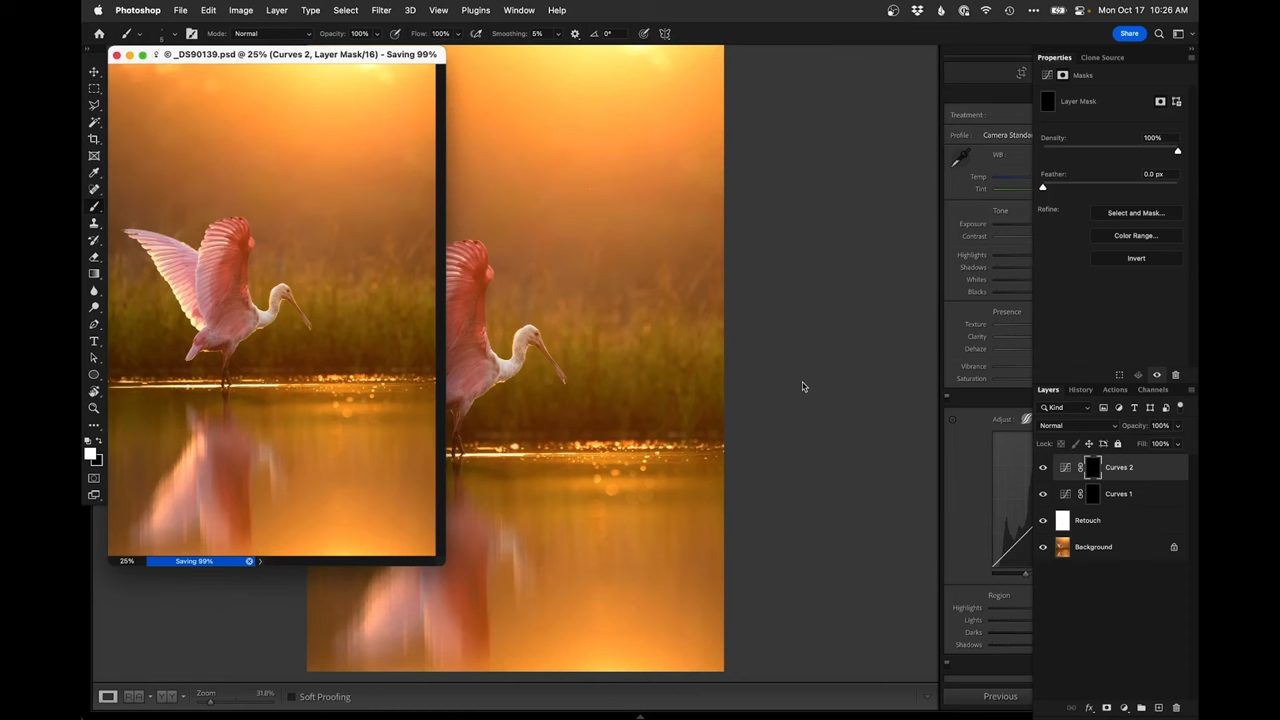 Photoshop File Edit Image Layer Type Select Filter 3D View Plugins Window Help Mon Oct 17 10:26 AM
Mode: Normal Opacity: 100% Flow: 100% Smoothing: 5% 0° Share
5
© _DS90139.psd @ 25% (Curves 2, Layer Mask/16) - Saving 99%
25% Saving 99%
Zoom 31.8% Soft Proofing
Treatment :
Profile : Camera Standa
WB :
Temp
Tint
Tone
Exposure
Contrast
Highlights
Shadows
Whites
Blacks
Presence
Texture
Clarity
Dehaze
Vibrance
Saturation
Adjust :
Region
Highlights
Lights
Darks
Shadows
Previous
Properties Clone Source
Masks
Layer Mask
Density: 100%
Feather: 0.0 px
Refine: Select and Mask...
Color Range...
Invert
Layers History Actions Channels
Kind
Normal Opacity: 100%
Lock: Fill: 100%
Curves 2
Curves 1
Retouch
Background